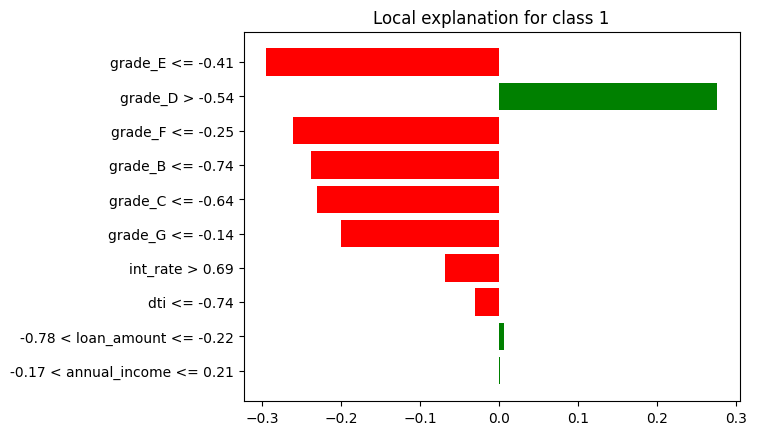 Local explanation for class 1
grade_E <= -0.41
grade_D > -0.54
grade_F <= -0.25
grade_B <= -0.74
grade_C <= -0.64
grade_G <= -0.14
int_rate > 0.69
dti <= -0.74
-0.78 < loan_amount <= -0.22
-0.17 < annual_income <= 0.21
−0.3 −0.2 −0.1 0.0 0.1 0.2 0.3